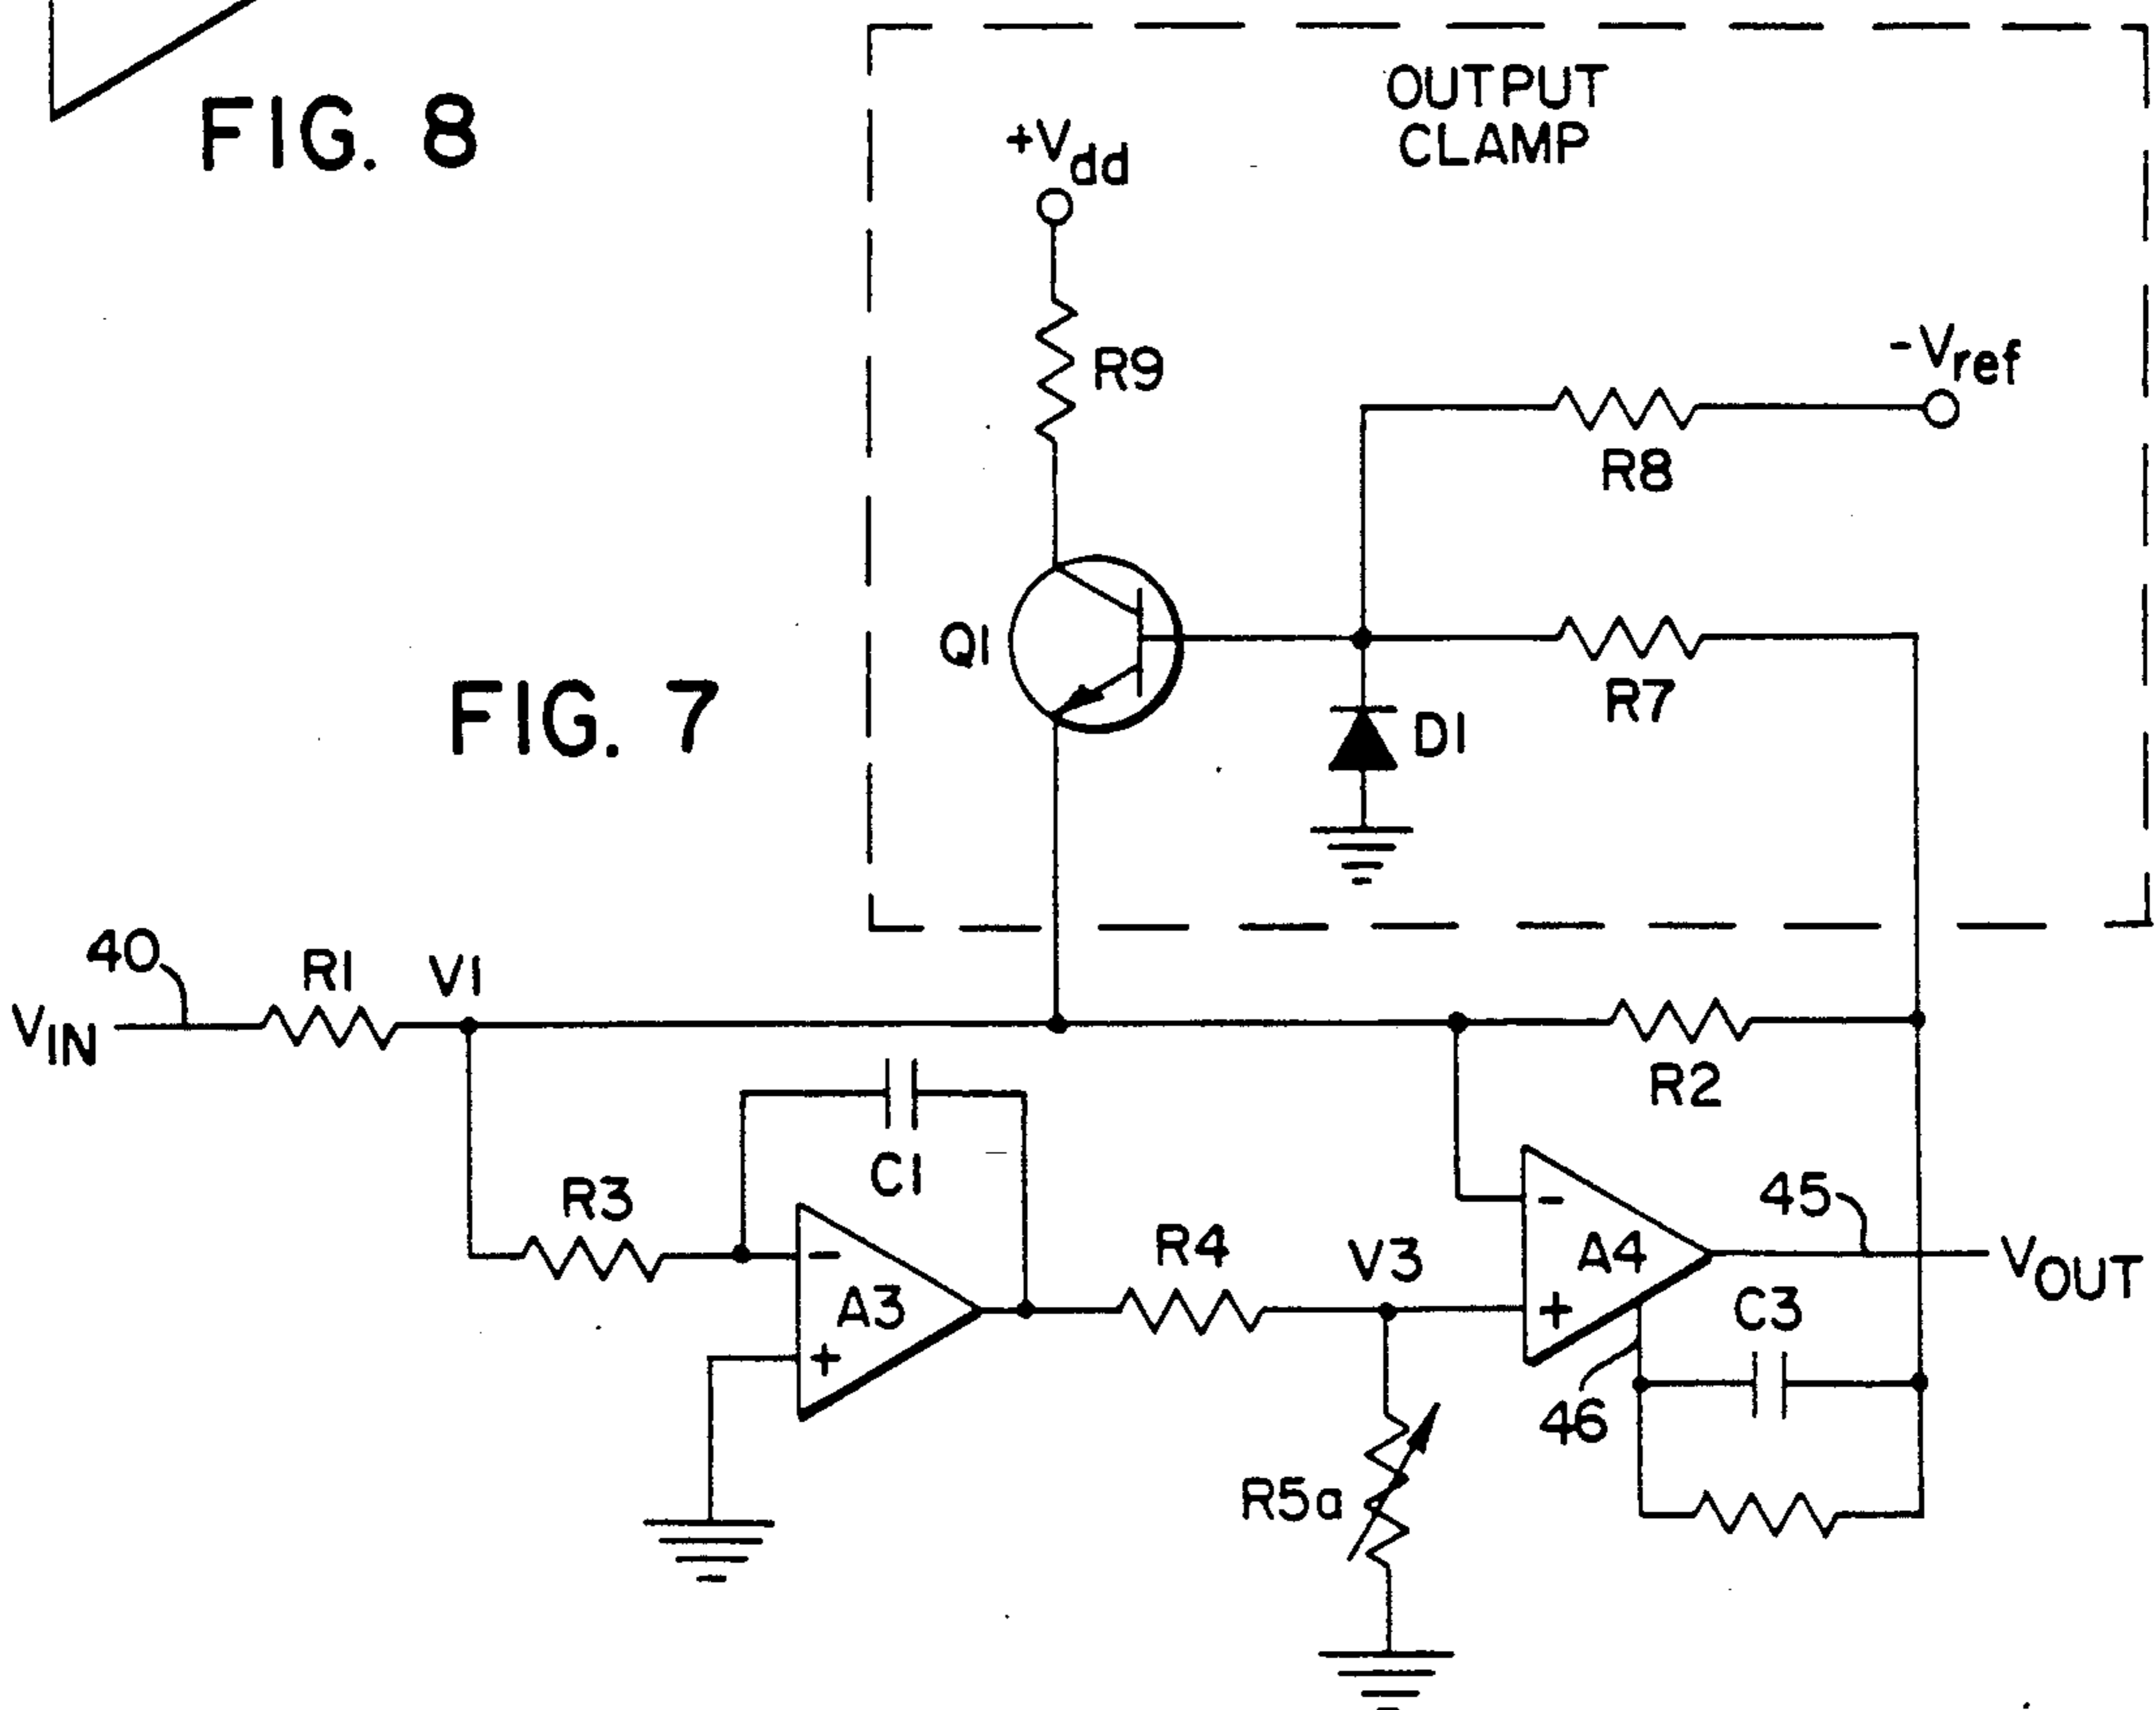 FIG. 8
OUTPUT
CLAMP
+Vdd
R9
-Vref
R8
Q1
R7
FIG. 7
D1
40
R1
V1
VIN
R2
C1
R3
45
R4
V3
A4
VOUT
A3
C3
-
+
-
+
46
R5a